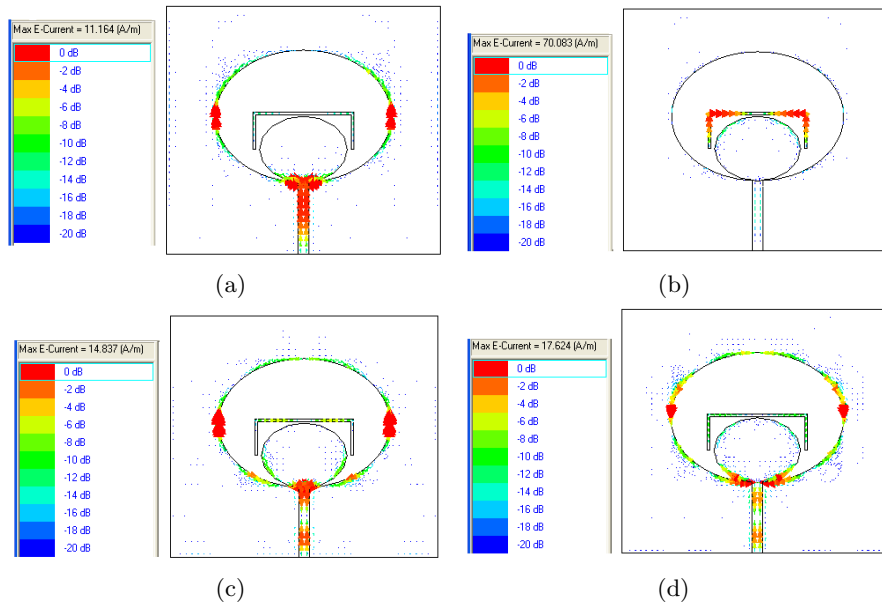 Max E-Current = 11.164 (A/m)
0 dB
-2 dB
-4 dB
-6 dB
-8 dB
-10 dB
-12 dB
-14 dB
-16 dB
-18 dB
-20 dB
(a)
Max E-Current = 70.083 (A/m)
0 dB
-2 dB
-4 dB
-6 dB
-8 dB
-10 dB
-12 dB
-14 dB
-16 dB
-18 dB
-20 dB
(b)
Max E-Current = 14.837 (A/m)
0 dB
-2 dB
-4 dB
-6 dB
-8 dB
-10 dB
-12 dB
-14 dB
-16 dB
-18 dB
-20 dB
(c)
Max E-Current = 17.624 (A/m)
0 dB
-2 dB
-4 dB
-6 dB
-8 dB
-10 dB
-12 dB
-14 dB
-16 dB
-18 dB
-20 dB
(d)